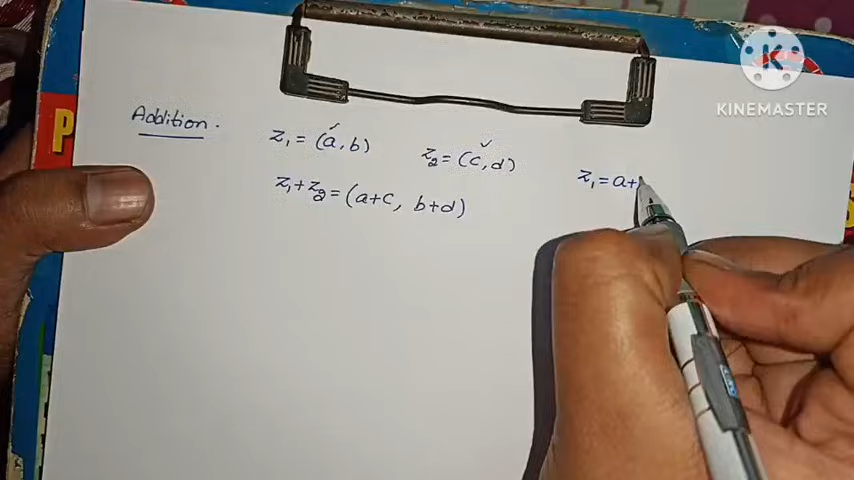 KINEMASTER
Addition.
z₁ = (a, b)
z₂ = (c, d)
z₁ = a+
z₁+z₂ = (a+c, b+d)